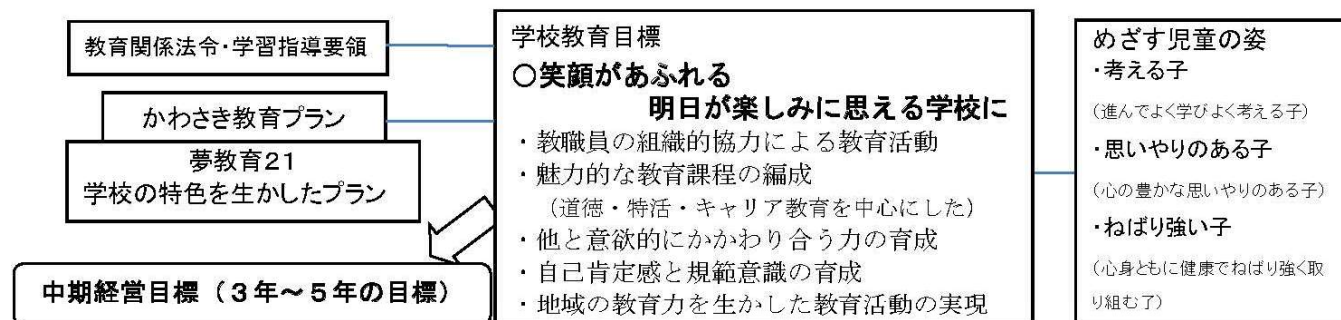 教育関係法令・学習指導要領
かわさき教育プラン
夢教育21
学校の特色を生かしたプラン
中期経営目標（3年～5年の目標）
学校教育目標
○笑顔があふれる
明日が楽しみに思える学校に
・教職員の組織的協力による教育活動
・魅力的な教育課程の編成
（道徳・特活・キャリア教育を中心にした）
・他と意欲的にかかわり合う力の育成
・自己肯定感と規範意識の育成
・地域の教育力を生かした教育活動の実現
めざす児童の姿
・考える子
（進んでよく学びよく考える子）
・思いやりのある子
（心の豊かな思いやりのある子）
・ねばり強い子
（心身ともに健康でねばり強く取
り組む了）